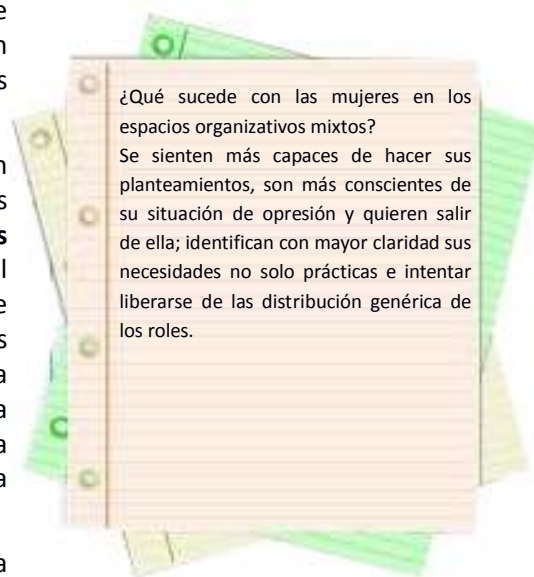 e
n
s
n
s
s
l
e
s
a
a
a
a
a
¿Qué sucede con las mujeres en los
espacios organizativos mixtos?
Se sienten más capaces de hacer sus
planteamientos, son más conscientes de
su situación de opresión y quieren salir
de ella; identifican con mayor claridad sus
necesidades no solo prácticas e intentar
liberarse de las distribución genérica de
los roles.